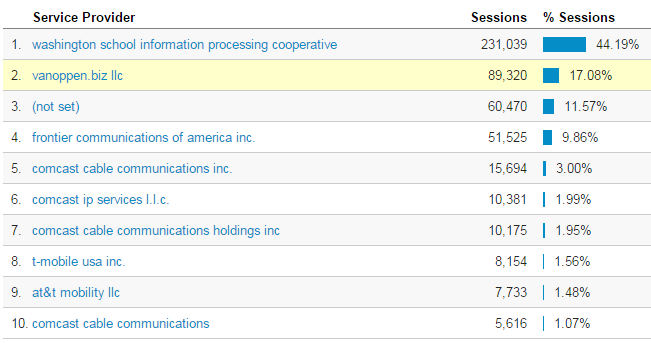 Service Provider Sessions % Sessions
1. washington school information processing cooperative 231,039 44.19%
2. vanoppen.biz llc 89,320 17.08%
3. (not set) 60,470 11.57%
4. frontier communications of america inc. 51,525 9.86%
5. comcast cable communications inc. 15,694 3.00%
6. comcast ip services l.l.c. 10,381 1.99%
7. comcast cable communications holdings inc 10,175 1.95%
8. t-mobile usa inc. 8,154 1.56%
9. at&t mobility llc 7,733 1.48%
10. comcast cable communications 5,616 1.07%